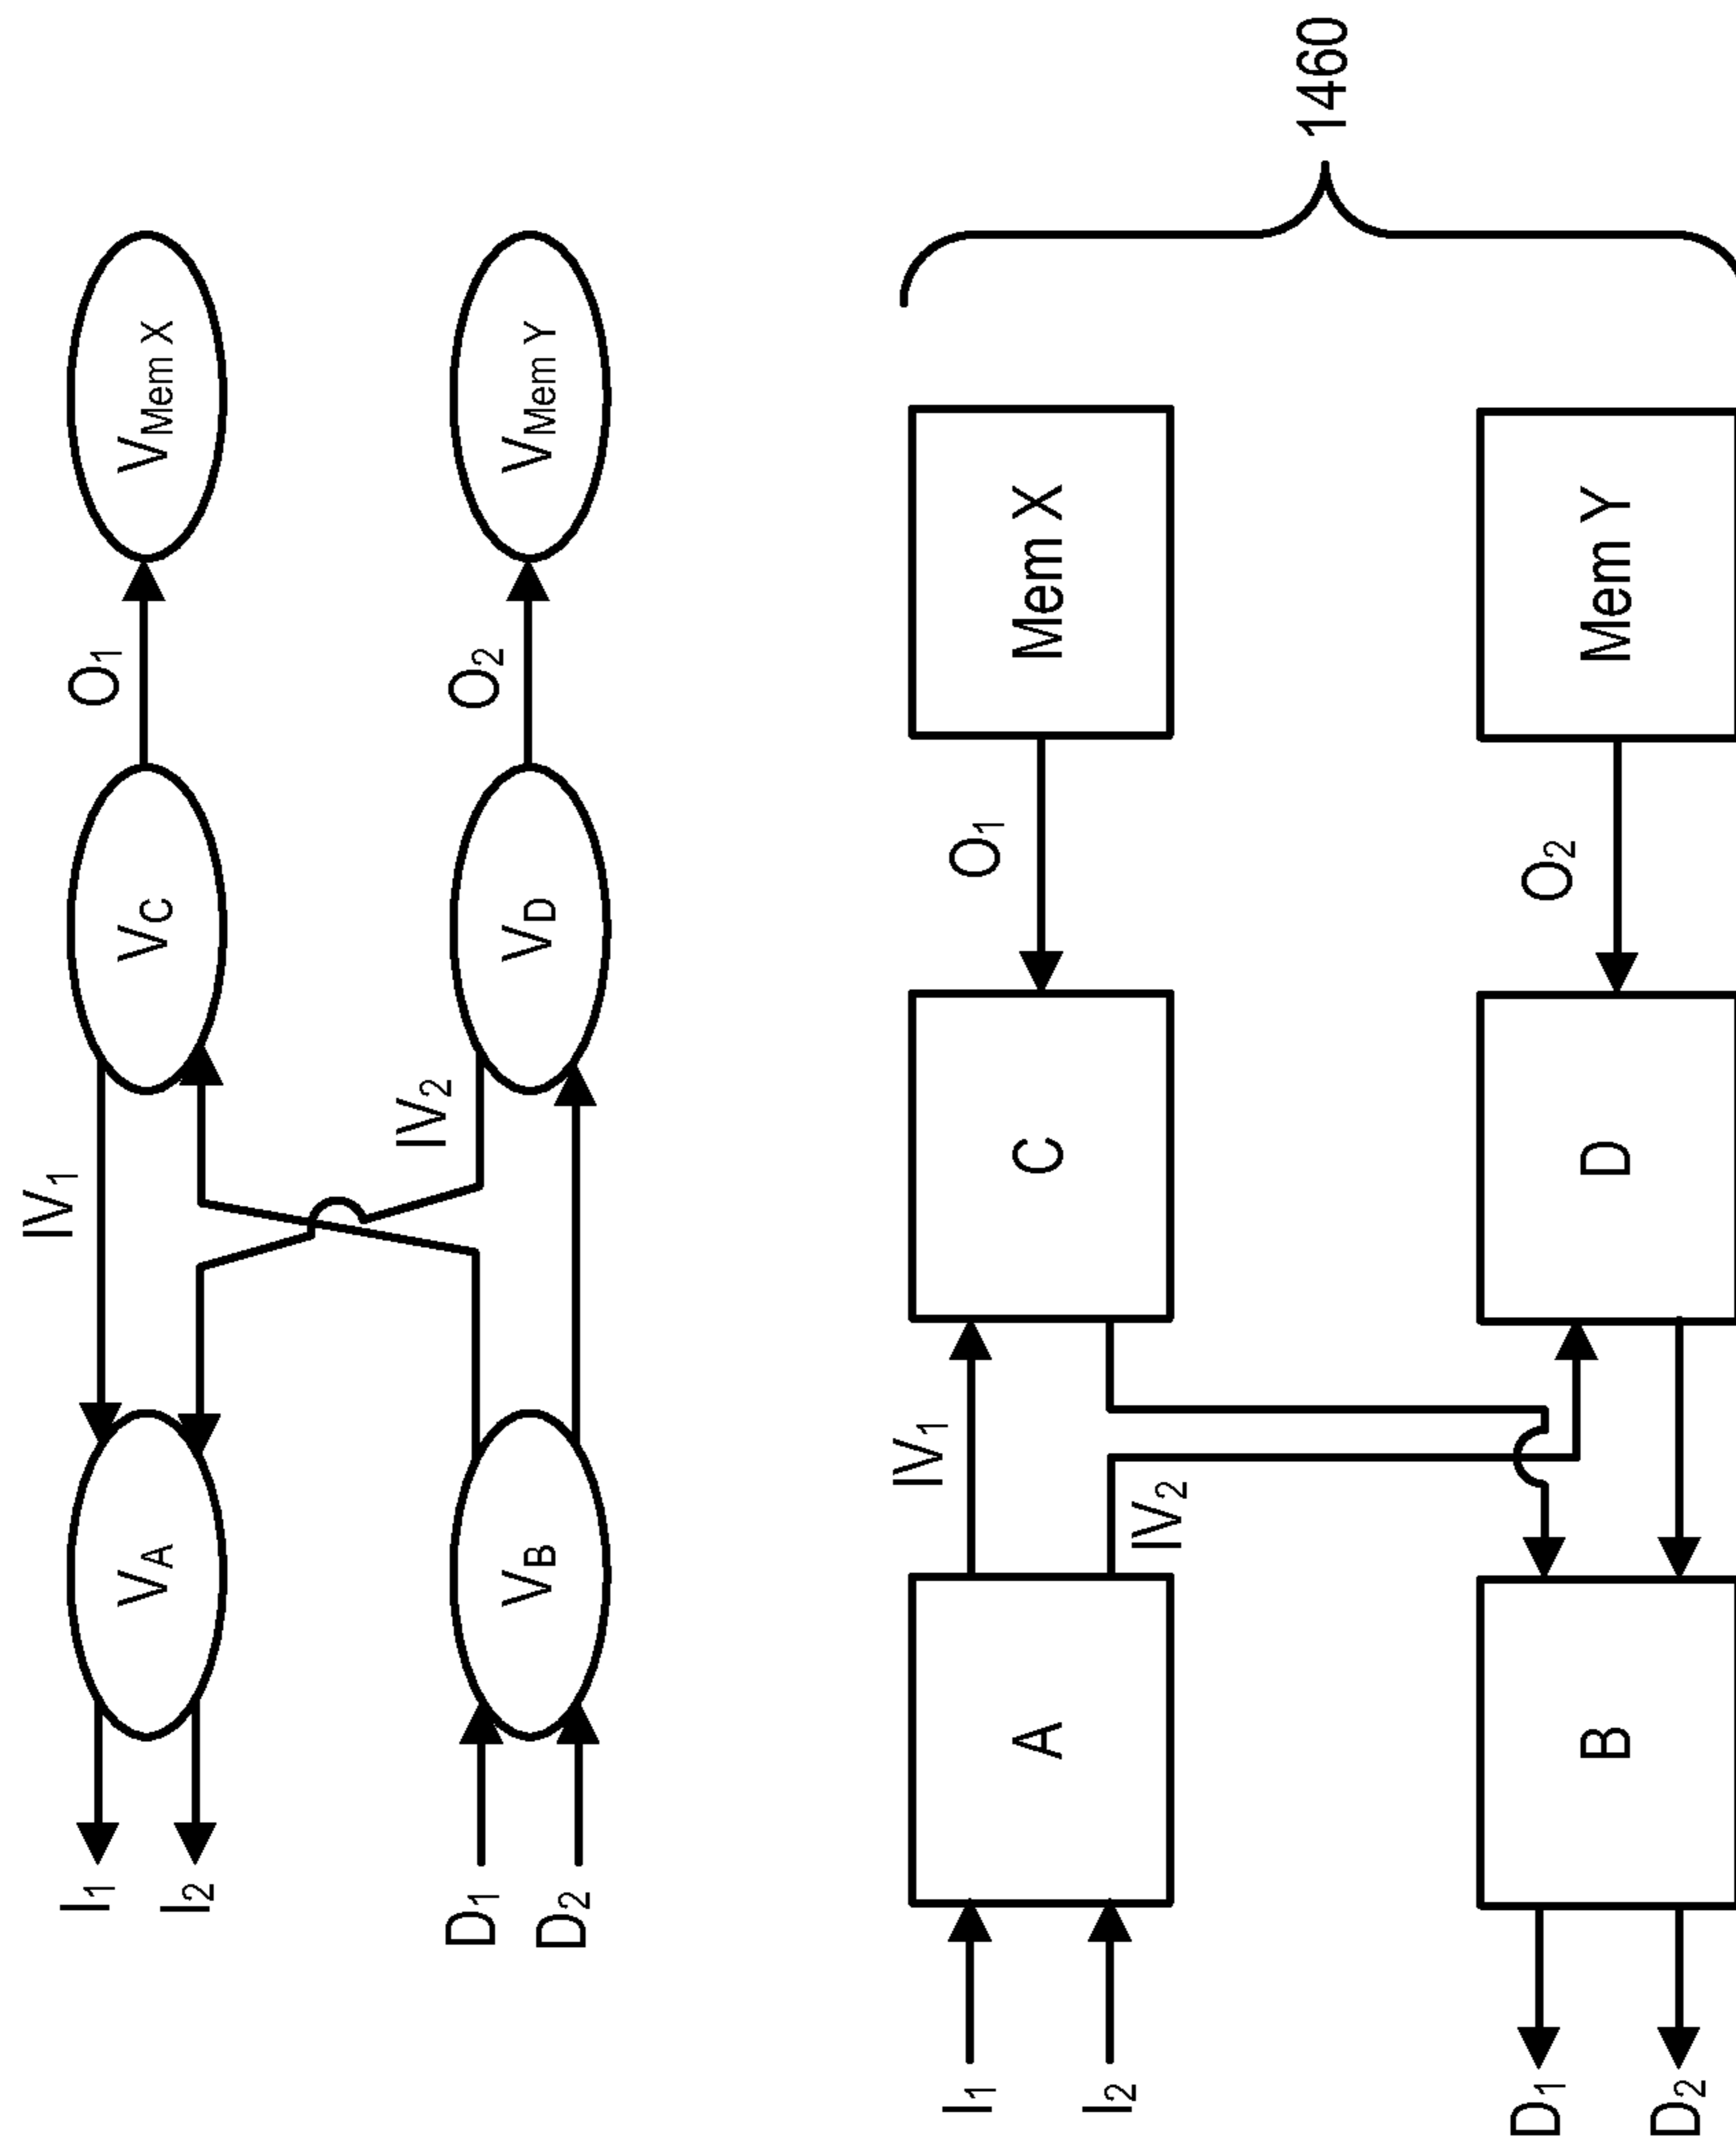 I1
I2
VA
IV1
VC
O1
VMem X
D1
D2
VB
IV2
VD
O2
VMem Y
I1
I2
A
IV1
IV2
C
O1
Mem X
D1
D2
B
D
O2
Mem Y
1460